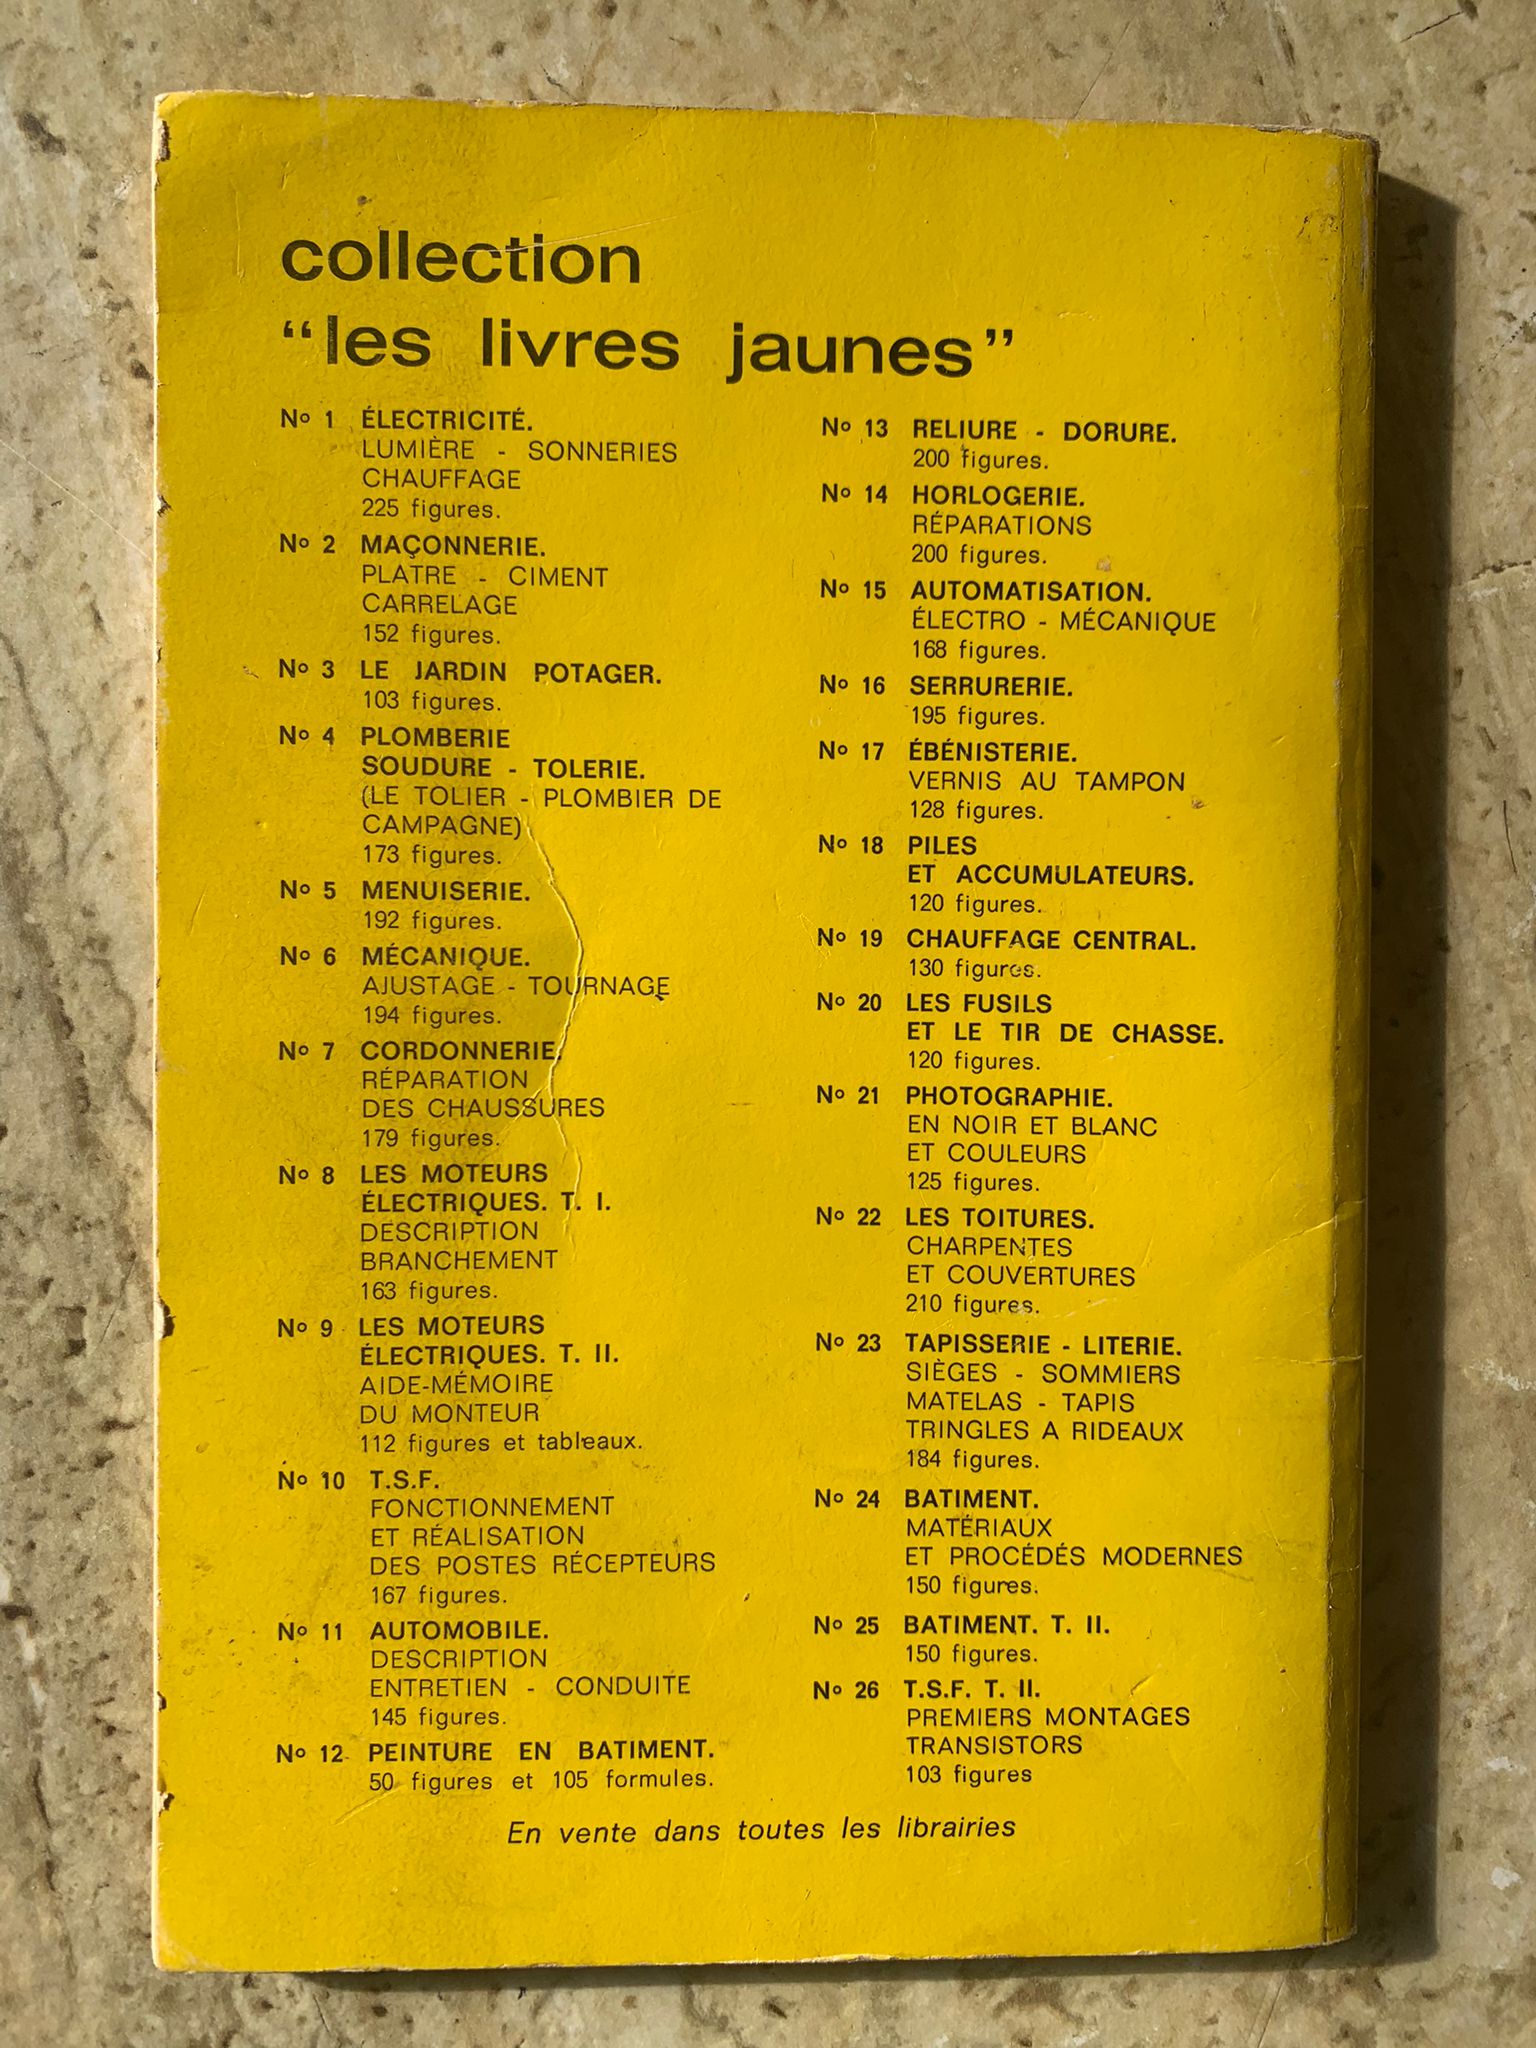 collection
“les livres jaunes”
No 1 ÉLECTRICITÉ.
LUMIÈRE - SONNERIES
CHAUFFAGE
225 figures.
No 2 MAÇONNERIE.
PLATRE - CIMENT
CARRELAGE
152 figures.
No 3 LE JARDIN POTAGER.
103 figures.
No 4 PLOMBERIE
SOUDURE - TOLERIE.
(LE TOLIER - PLOMBIER DE
CAMPAGNE)
173 figures.
No 5 MENUISERIE.
192 figures.
No 6 MÉCANIQUE.
AJUSTAGE - TOURNAGE
194 figures.
No 7 CORDONNERIE.
RÉPARATION
DES CHAUSSURES
179 figures.
No 8 LES MOTEURS
ÉLECTRIQUES. T. I.
DESCRIPTION
BRANCHEMENT
163 figures.
No 9 LES MOTEURS
ÉLECTRIQUES. T. II.
AIDE-MÉMOIRE
DU MONTEUR
112 figures et tableaux.
No 10 T.S.F.
FONCTIONNEMENT
ET RÉALISATION
DES POSTES RÉCEPTEURS
167 figures.
No 11 AUTOMOBILE.
DESCRIPTION
ENTRETIEN - CONDUITE
145 figures.
No 12 PEINTURE EN BATIMENT.
50 figures et 105 formules.
No 13 RELIURE - DORURE.
200 figures.
No 14 HORLOGERIE.
RÉPARATIONS
200 figures.
No 15 AUTOMATISATION.
ÉLECTRO - MÉCANIQUE
168 figures.
No 16 SERRURERIE.
195 figures.
No 17 ÉBÉNISTERIE.
VERNIS AU TAMPON
128 figures.
No 18 PILES
ET ACCUMULATEURS.
120 figures.
No 19 CHAUFFAGE CENTRAL.
130 figures.
No 20 LES FUSILS
ET LE TIR DE CHASSE.
120 figures.
No 21 PHOTOGRAPHIE.
EN NOIR ET BLANC
ET COULEURS
125 figures.
No 22 LES TOITURES.
CHARPENTES
ET COUVERTURES
210 figures.
No 23 TAPISSERIE - LITERIE.
SIÈGES - SOMMIERS
MATELAS - TAPIS
TRINGLES A RIDEAUX
184 figures.
No 24 BATIMENT.
MATÉRIAUX
ET PROCÉDÉS MODERNES
150 figures.
No 25 BATIMENT. T. II.
150 figures.
No 26 T.S.F. T. II.
PREMIERS MONTAGES
TRANSISTORS
103 figures
En vente dans toutes les librairies